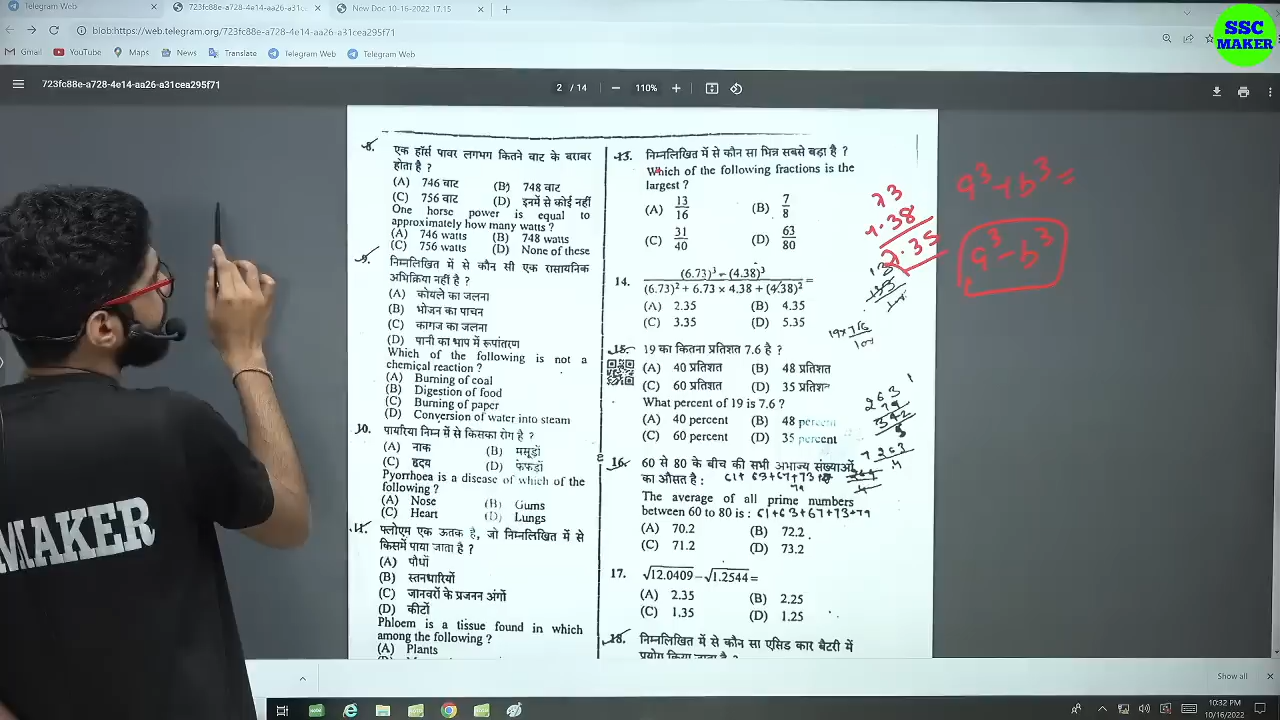 Telegram Web
723fc88e-a728-4e14-aa26-a31c
New Doc 10-16-2022 17.15
blob:https://web.telegram.org/723fc88e-a728-4e14-aa26-a31cea295f71
Gmail YouTube Maps News Translate Telegram Web Telegram Web
SSC
MAKER
723fc88e-a728-4e14-aa26-a31cea295f71
2 / 14
110%
8. एक हॉर्स पावर लगभग कितने वाट के बराबर
होता है ?
(A) 746 वाट (B) 748 वाट
(C) 756 वाट (D) इनमें से कोई नहीं
One horse power is equal to
approximately how many watts ?
(A) 746 watts (B) 748 watts
(C) 756 watts (D) None of these
9. निम्नलिखित में से कौन सी एक रासायनिक
अभिक्रिया नहीं है ?
(A) कोयले का जलना
(B) भोजन का पाचन
(C) कागज का जलना
(D) पानी का भाप में रूपांतरण
Which of the following is not a
chemical reaction ?
(A) Burning of coal
(B) Digestion of food
(C) Burning of paper
(D) Conversion of water into steam
10. पायरिया निम्न में से किसका रोग है ?
(A) नाक (B) मसूड़ों
(C) हृदय (D) फेफड़ों
Pyorrhoea is a disease of which of the
following ?
(A) Nose (B) Gums
(C) Heart (D) Lungs
11. फ्लोएम एक ऊतक है, जो निम्नलिखित में से
किसमें पाया जाता है ?
(A) पौधों
(B) स्तनधारियों
(C) जानवरों के प्रजनन अंगों
(D) कीटों
Phloem is a tissue found in which
among the following ?
(A) Plants
13. निम्नलिखित में से कौन सा भिन्न सबसे बड़ा है ?
Which of the following fractions is the
largest ?
(A) 13/16 (B) 7/8
(C) 31/40 (D) 63/80
14. (6.73)³ - (4.38)³ / (6.73)² + 6.73 × 4.38 + (4.38)² =
(A) 2.35 (B) 4.35
(C) 3.35 (D) 5.35
15. 19 का कितना प्रतिशत 7.6 है ?
(A) 40 प्रतिशत (B) 48 प्रतिशत
(C) 60 प्रतिशत (D) 35 प्रतिशत
What percent of 19 is 7.6 ?
(A) 40 percent (B) 48 percent
(C) 60 percent (D) 35 percent
16. 60 से 80 के बीच की सभी अभाज्य संख्याओं
का औसत है :
The average of all prime numbers
between 60 to 80 is : 61+63+67+73+79
(A) 70.2 (B) 72.2
(C) 71.2 (D) 73.2
17. √12.0409 - √1.2544 =
(A) 2.35 (B) 2.25
(C) 1.35 (D) 1.25
18. निम्नलिखित में से कौन सा एसिड कार बैटरी में
प्रयोग किया जाता है ?
a³+b³=
a³-b³
4.38
2.35
MAKER
Show all
10:32 PM
10/16/2022